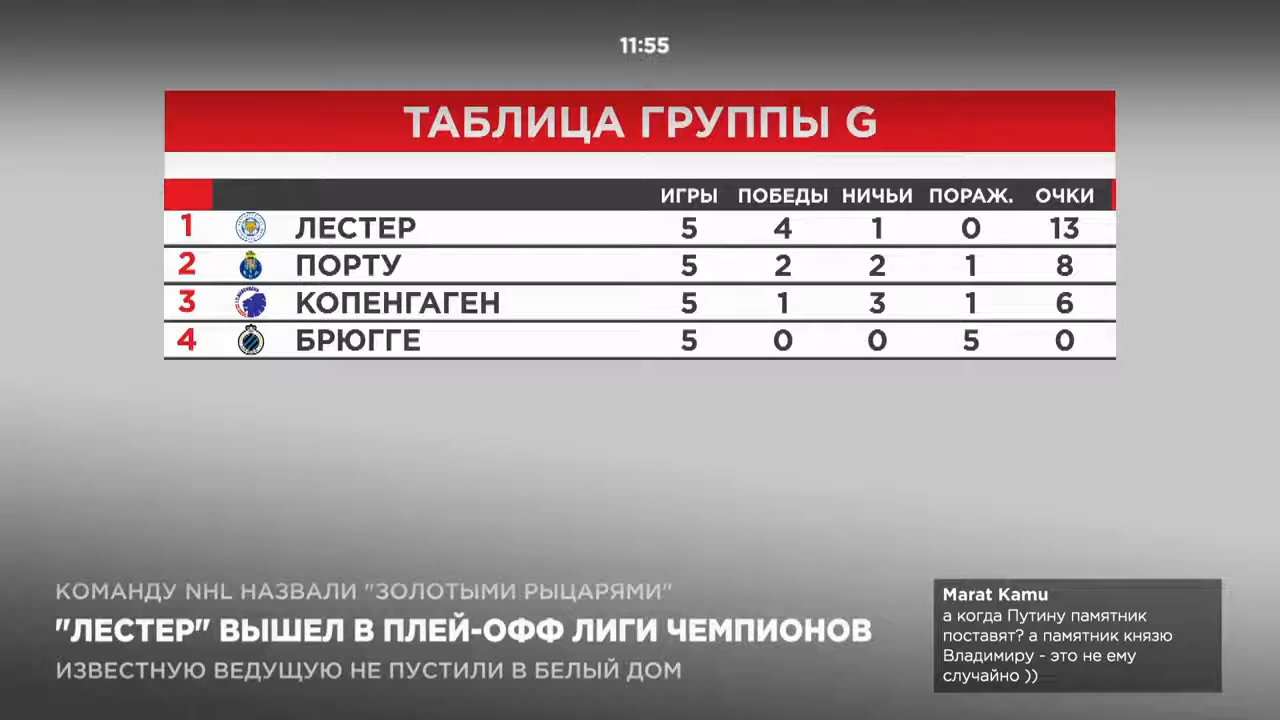 11:55
ТАБЛИЦА ГРУППЫ G
ИГРЫ ПОБЕДЫ НИЧЬИ ПОРАЖ. ОЧКИ
1 ЛЕСТЕР 5 4 1 0 13
2 ПОРТУ 5 2 2 1 8
3 КОПЕНГАГЕН 5 1 3 1 6
4 БРЮГГЕ 5 0 0 5 0
КОМАНДУ NHL НАЗВАЛИ "ЗОЛОТЫМИ РЫЦАРЯМИ"
"ЛЕСТЕР" ВЫШЕЛ В ПЛЕЙ-ОФФ ЛИГИ ЧЕМПИОНОВ
ИЗВЕСТНУЮ ВЕДУЩУЮ НЕ ПУСТИЛИ В БЕЛЫЙ ДОМ
Marat Kamu
а когда Путину памятник
поставят? а памятник князю
Владимиру - это не ему
случайно ))